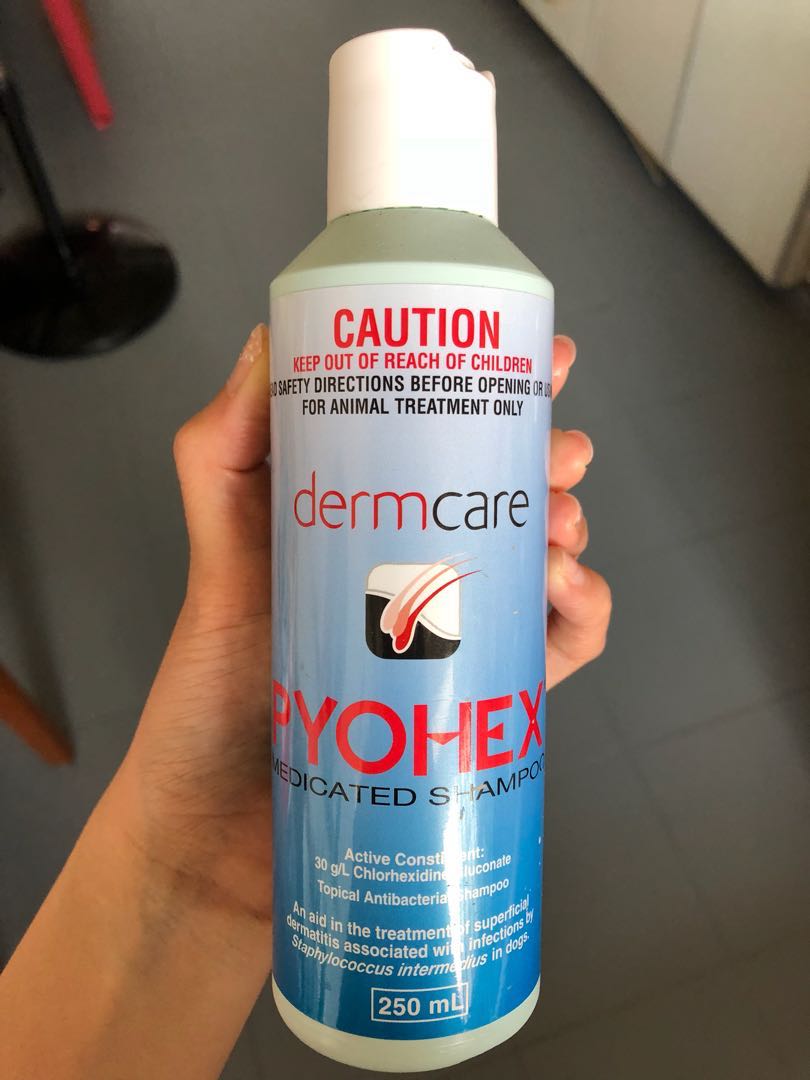 CAUTION
KEEP OUT OF REACH OF CHILDREN
SAFETY DIRECTIONS BEFORE OPENING OR
FOR ANIMAL TREATMENT ONLY
dermcare
PYOHEX
MEDICATED SHAMPOO
Active Constituent:
30 g/L Chlorhexidine Gluconate
Topical Antibacterial Shampoo
An aid in the treatment of superficial
dermatitis associated with infections by
Staphylococcus intermedius in dogs.
250 mL